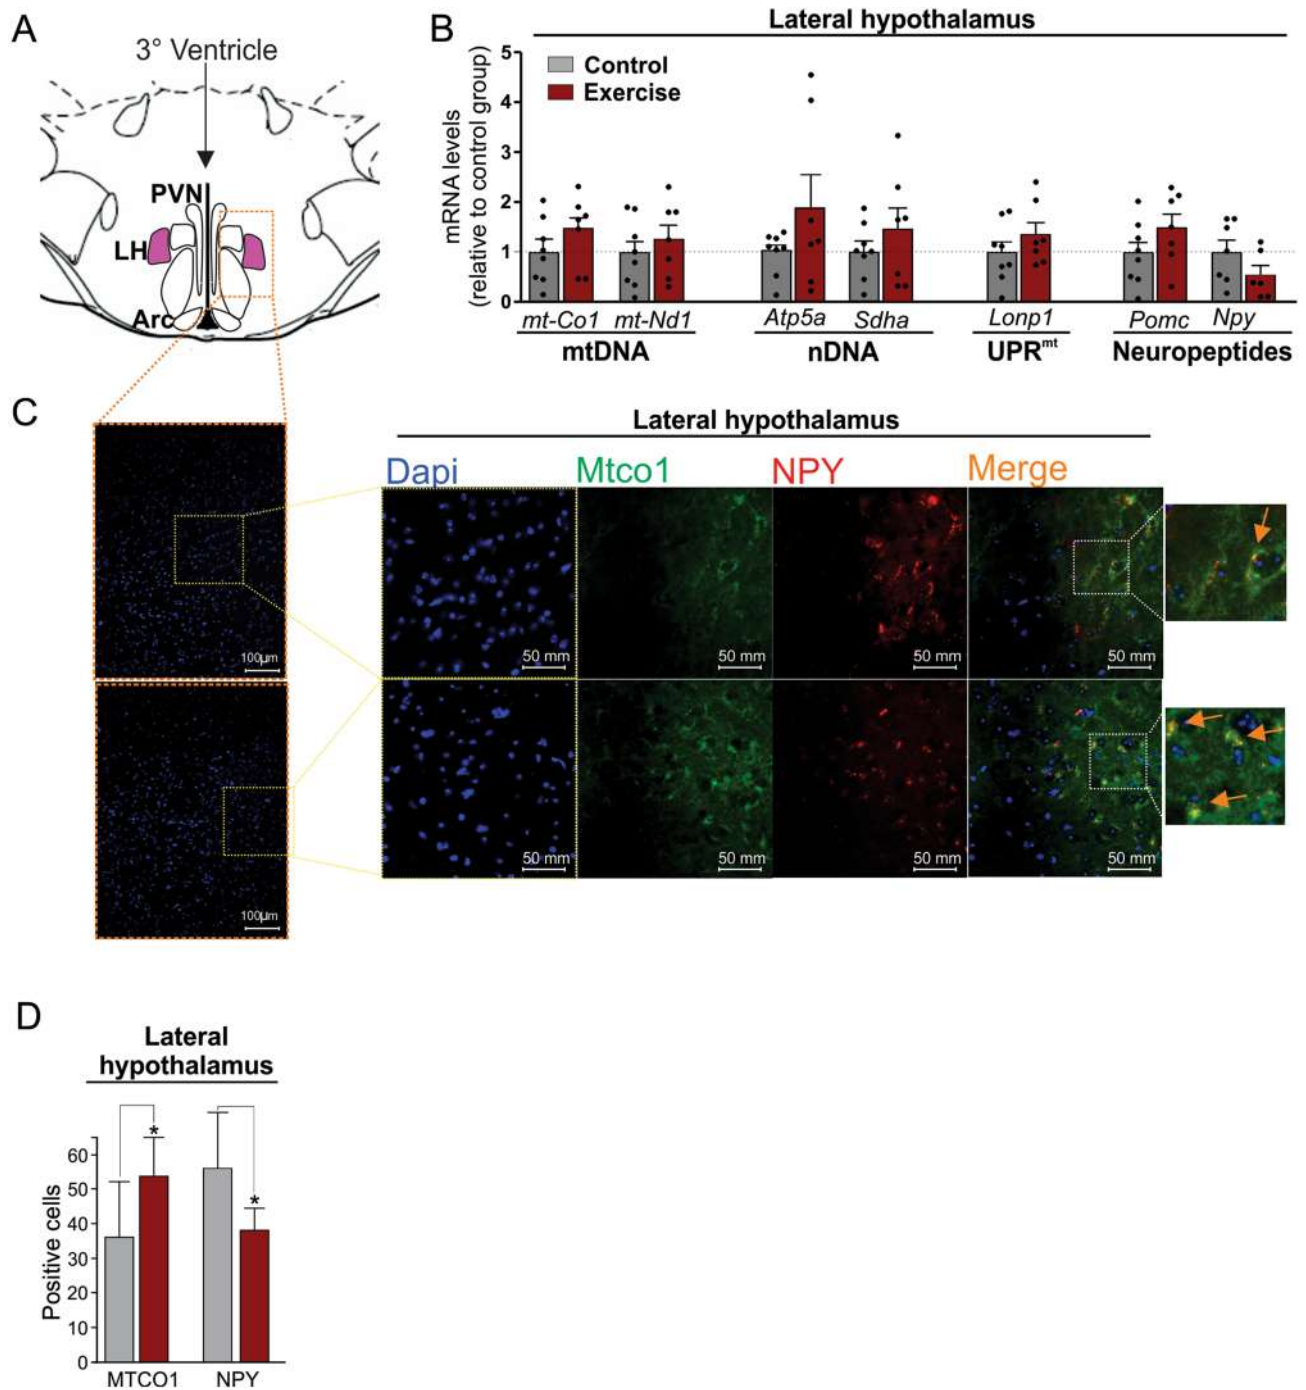 A
3° Ventricle
PVN
LH
Arc
B
Lateral hypothalamus
mRNA levels
(relative to control group)
5
4
3
2
1
0
Control
Exercise
mt-Co1 mt-Nd1 Atp5a Sdha Lonp1 Pomc Npy
mtDNA nDNA UPRmt Neuropeptides
C
Lateral hypothalamus
Dapi Mtco1 NPY Merge
100µm
50 mm 50 mm 50 mm 50 mm
100µm
50 mm 50 mm 50 mm 50 mm
D
Lateral
hypothalamus
Positive cells
60
50
40
30
20
10
0
* *
MTCO1 NPY